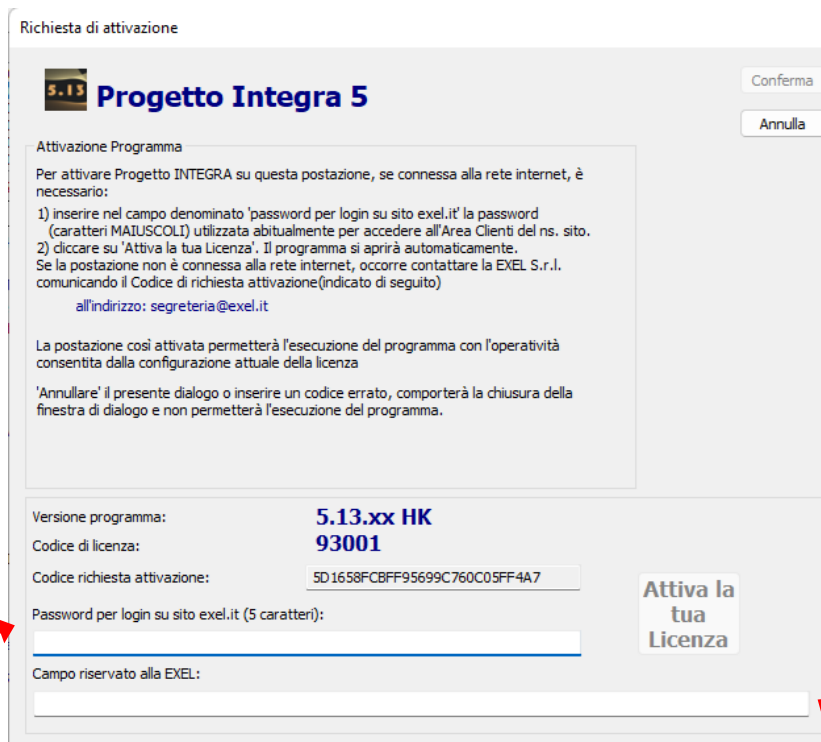 Richiesta di attivazione
5.13
Progetto Integra 5
Conferma
Annulla
Attivazione Programma
Per attivare Progetto INTEGRA su questa postazione, se connessa alla rete internet, è
necessario:
1) inserire nel campo denominato 'password per login su sito exel.it' la password
(caratteri MAIUSCOLI) utilizzata abitualmente per accedere all'Area Clienti del ns. sito.
2) cliccare su 'Attiva la tua Licenza'. Il programma si aprirà automaticamente.
Se la postazione non è connessa alla rete internet, occorre contattare la EXEL S.r.l.
comunicando il Codice di richiesta attivazione(indicato di seguito)
all'indirizzo: segreteria@exel.it
La postazione così attivata permetterà l'esecuzione del programma con l'operatività
consentita dalla configurazione attuale della licenza
'Annullare' il presente dialogo o inserire un codice errato, comporterà la chiusura della
finestra di dialogo e non permetterà l'esecuzione del programma.
Versione programma: 5.13.xx HK
Codice di licenza: 93001
Codice richiesta attivazione: 5D1658FCBFF95699C760C05FF4A7
Attiva la
tua
Licenza
Password per login su sito exel.it (5 caratteri):
Campo riservato alla EXEL: